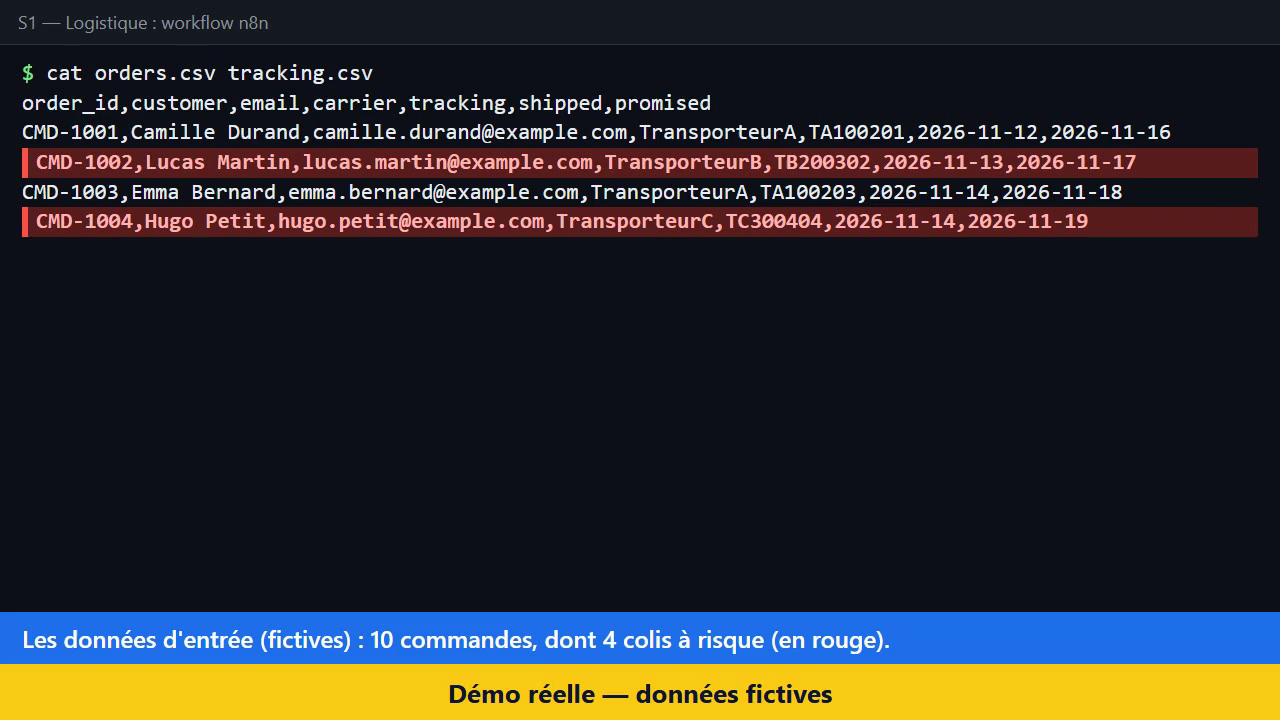 S1 — Logistique : workflow n8n
$ cat orders.csv tracking.csv
order_id,customer,email,carrier,tracking,shipped,promised
CMD-1001,Camille Durand,camille.durand@example.com,TransporteurA,TA100201,2026-11-12,2026-11-16
CMD-1002,Lucas Martin,lucas.martin@example.com,TransporteurB,TB200302,2026-11-13,2026-11-17
CMD-1003,Emma Bernard,emma.bernard@example.com,TransporteurA,TA100203,2026-11-14,2026-11-18
CMD-1004,Hugo Petit,hugo.petit@example.com,TransporteurC,TC300404,2026-11-14,2026-11-19
Les données d'entrée (fictives) : 10 commandes, dont 4 colis à risque (en rouge).
Démo réelle — données fictives